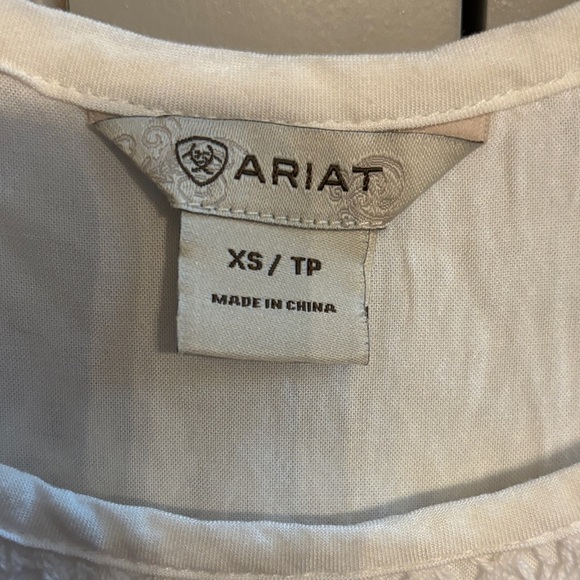 ARIAT
XS / TP
MADE IN CHINA